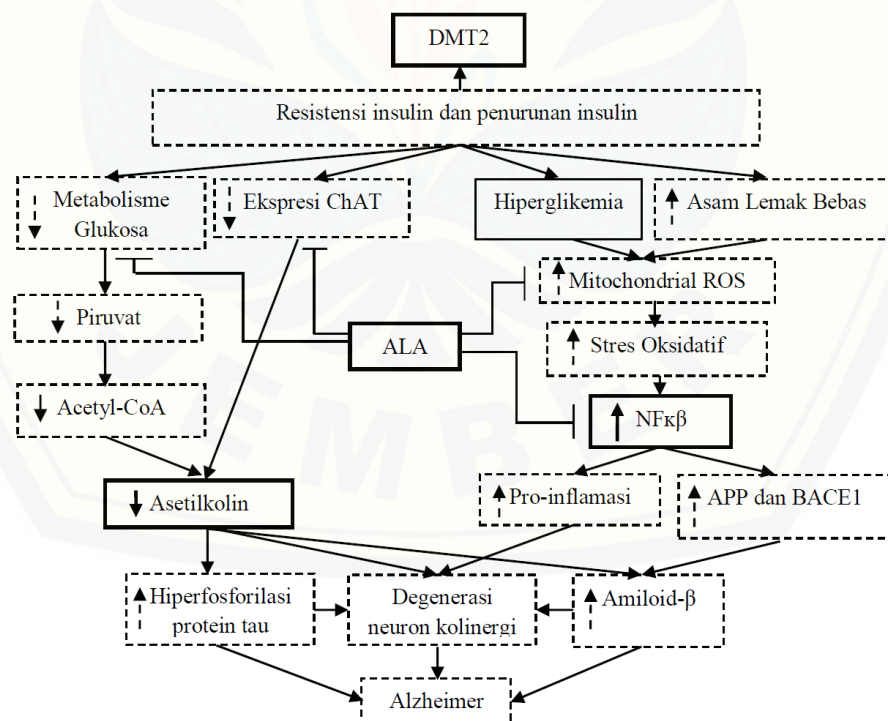 DMT2
Resistensi insulin dan penurunan insulin
Metabolisme
Glukosa
Ekspresi ChAT
Hiperglikemia
Asam Lemak Bebas
Mitochondrial ROS
Piruvat
ALA
Stres Oksidatif
Acetyl-CoA
NFκβ
Asetilkolin
Pro-inflamasi
APP dan BACE1
Hiperfosforilasi
protein tau
Degenerasi
neuron kolinergi
Amiloid-β
Alzheimer
JEMBER